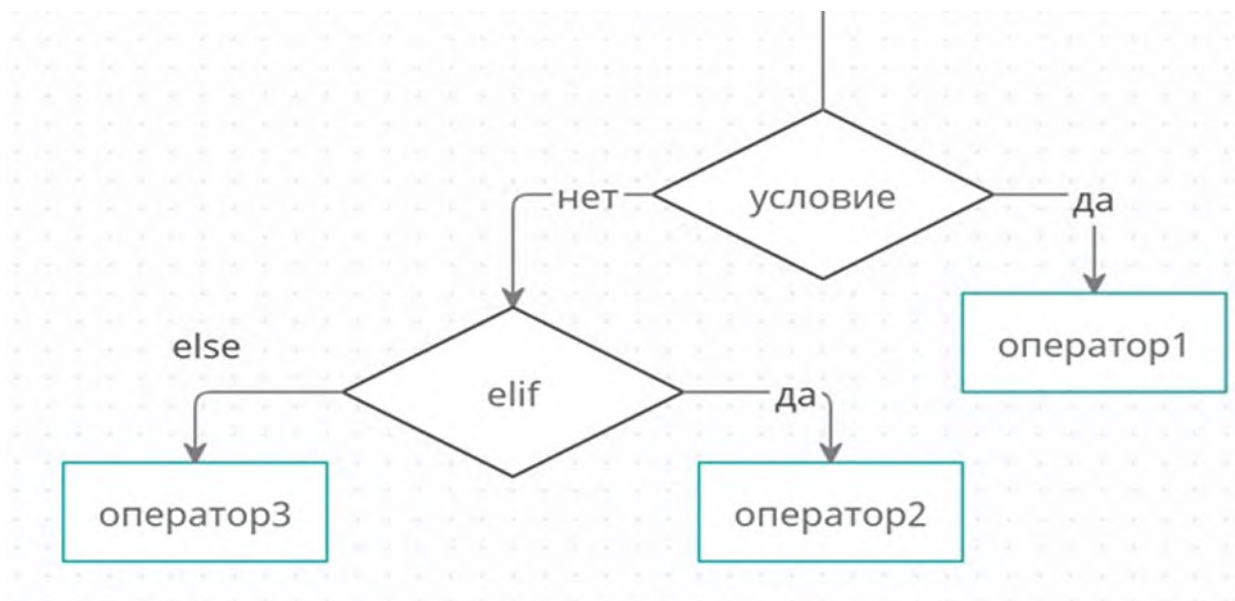 нет
условие
да
оператор1
else
elif
да
оператор3
оператор2